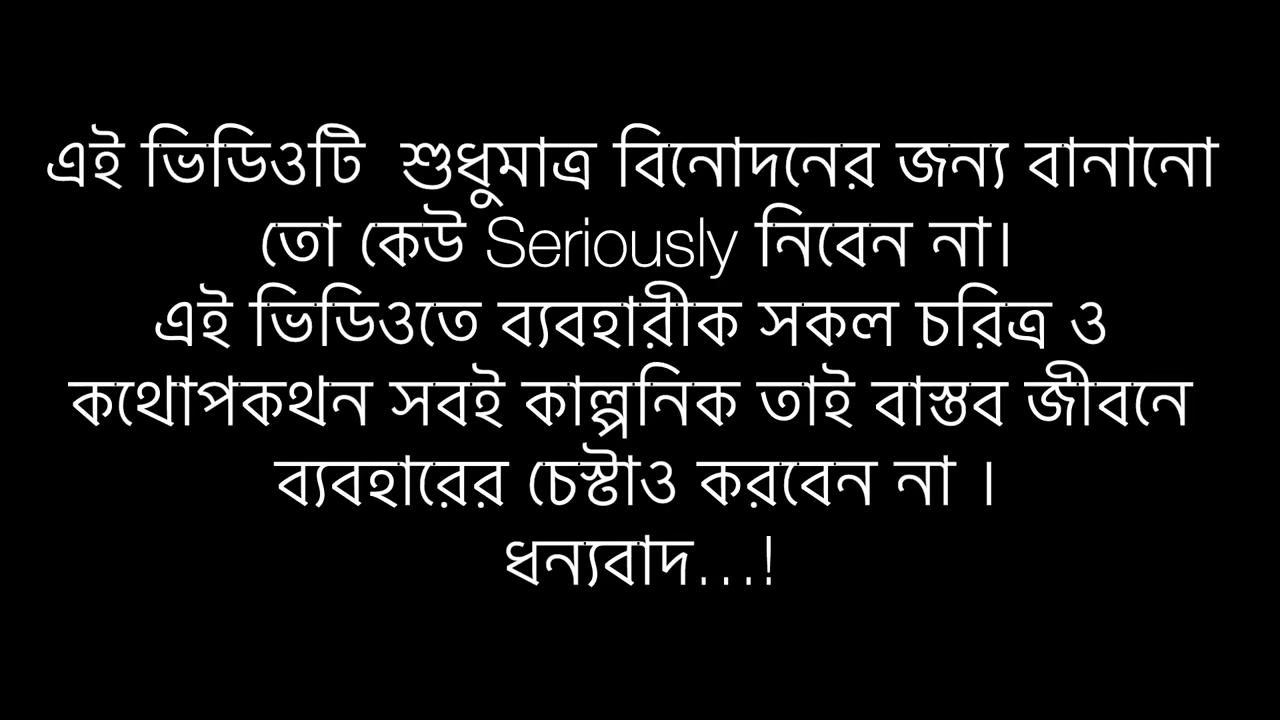 এই ভিডিওটি শুধুমাত্র বিনোদনের জন্য বানানো
তো কেউ Seriously নিবেন না।
এই ভিডিওতে ব্যবহারীক সকল চরিত্র ও
কথোপকথন সবই কাল্পনিক তাই বাস্তব জীবনে
ব্যবহারের চেস্টাও করবেন না ।
ধন্যবাদ...!